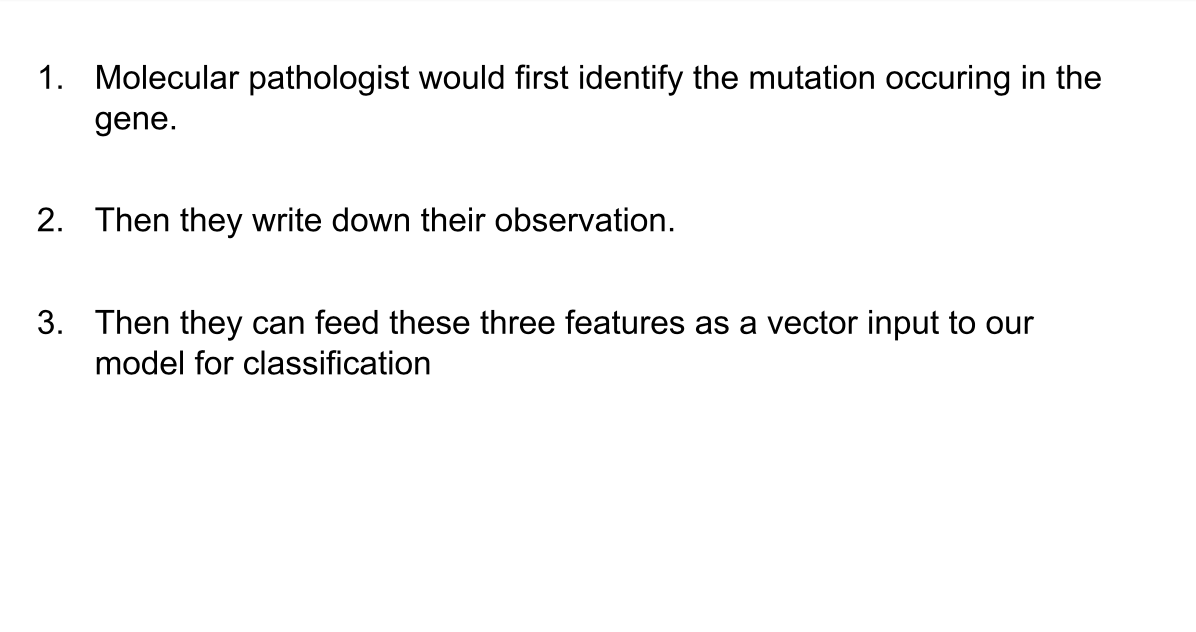 1. Molecular pathologist would first identify the mutation occuring in the
gene.
2. Then they write down their observation.
3. Then they can feed these three features as a vector input to our
model for classification